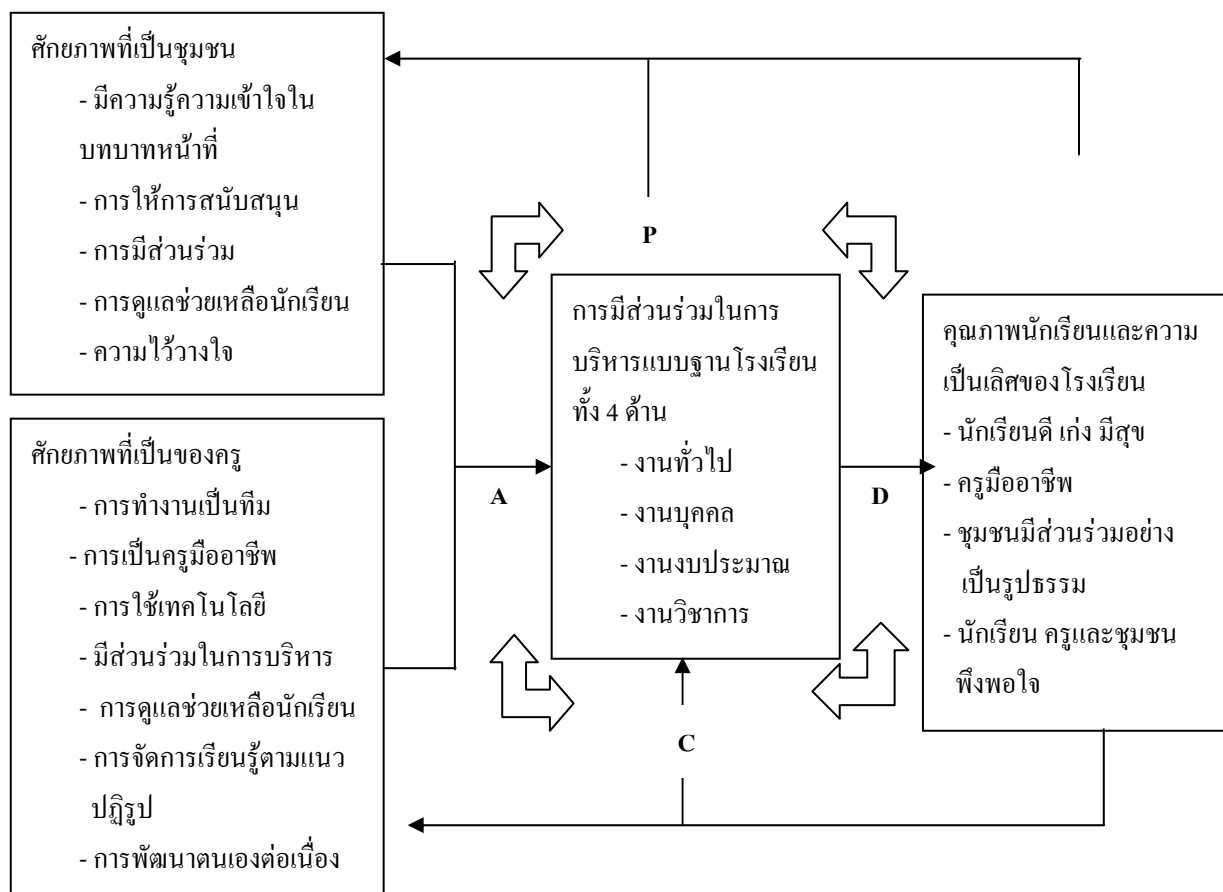 ศักยภาพที่เป็นชุมชน
- มีความรู้ความเข้าใจใน
บทบาทหน้าที่
- การให้การสนับสนุน
- การมีส่วนร่วม
- การดูแลช่วยเหลือนักเรียน
- ความไว้วางใจ
ศักยภาพที่เป็นของครู
- การทำงานเป็นทีม
- การเป็นครูมืออาชีพ
- การใช้เทคโนโลยี
- มีส่วนร่วมในการบริหาร
- การดูแลช่วยเหลือนักเรียน
- การจัดการเรียนรู้ตามแนว
ปฏิรูป
- การพัฒนาตนเองต่อเนื่อง
A
P
การมีส่วนร่วมในการ
บริหารแบบฐานโรงเรียน
ทั้ง 4 ด้าน
- งานทั่วไป
- งานบุคคล
- งานงบประมาณ
- งานวิชาการ
C
D
คุณภาพนักเรียนและความ
เป็นเลิศของโรงเรียน
- นักเรียนดี เก่ง มีสุข
- ครูมืออาชีพ
- ชุมชนมีส่วนร่วมอย่าง
เป็นรูปธรรม
- นักเรียน ครูและชุมชน
พึงพอใจ